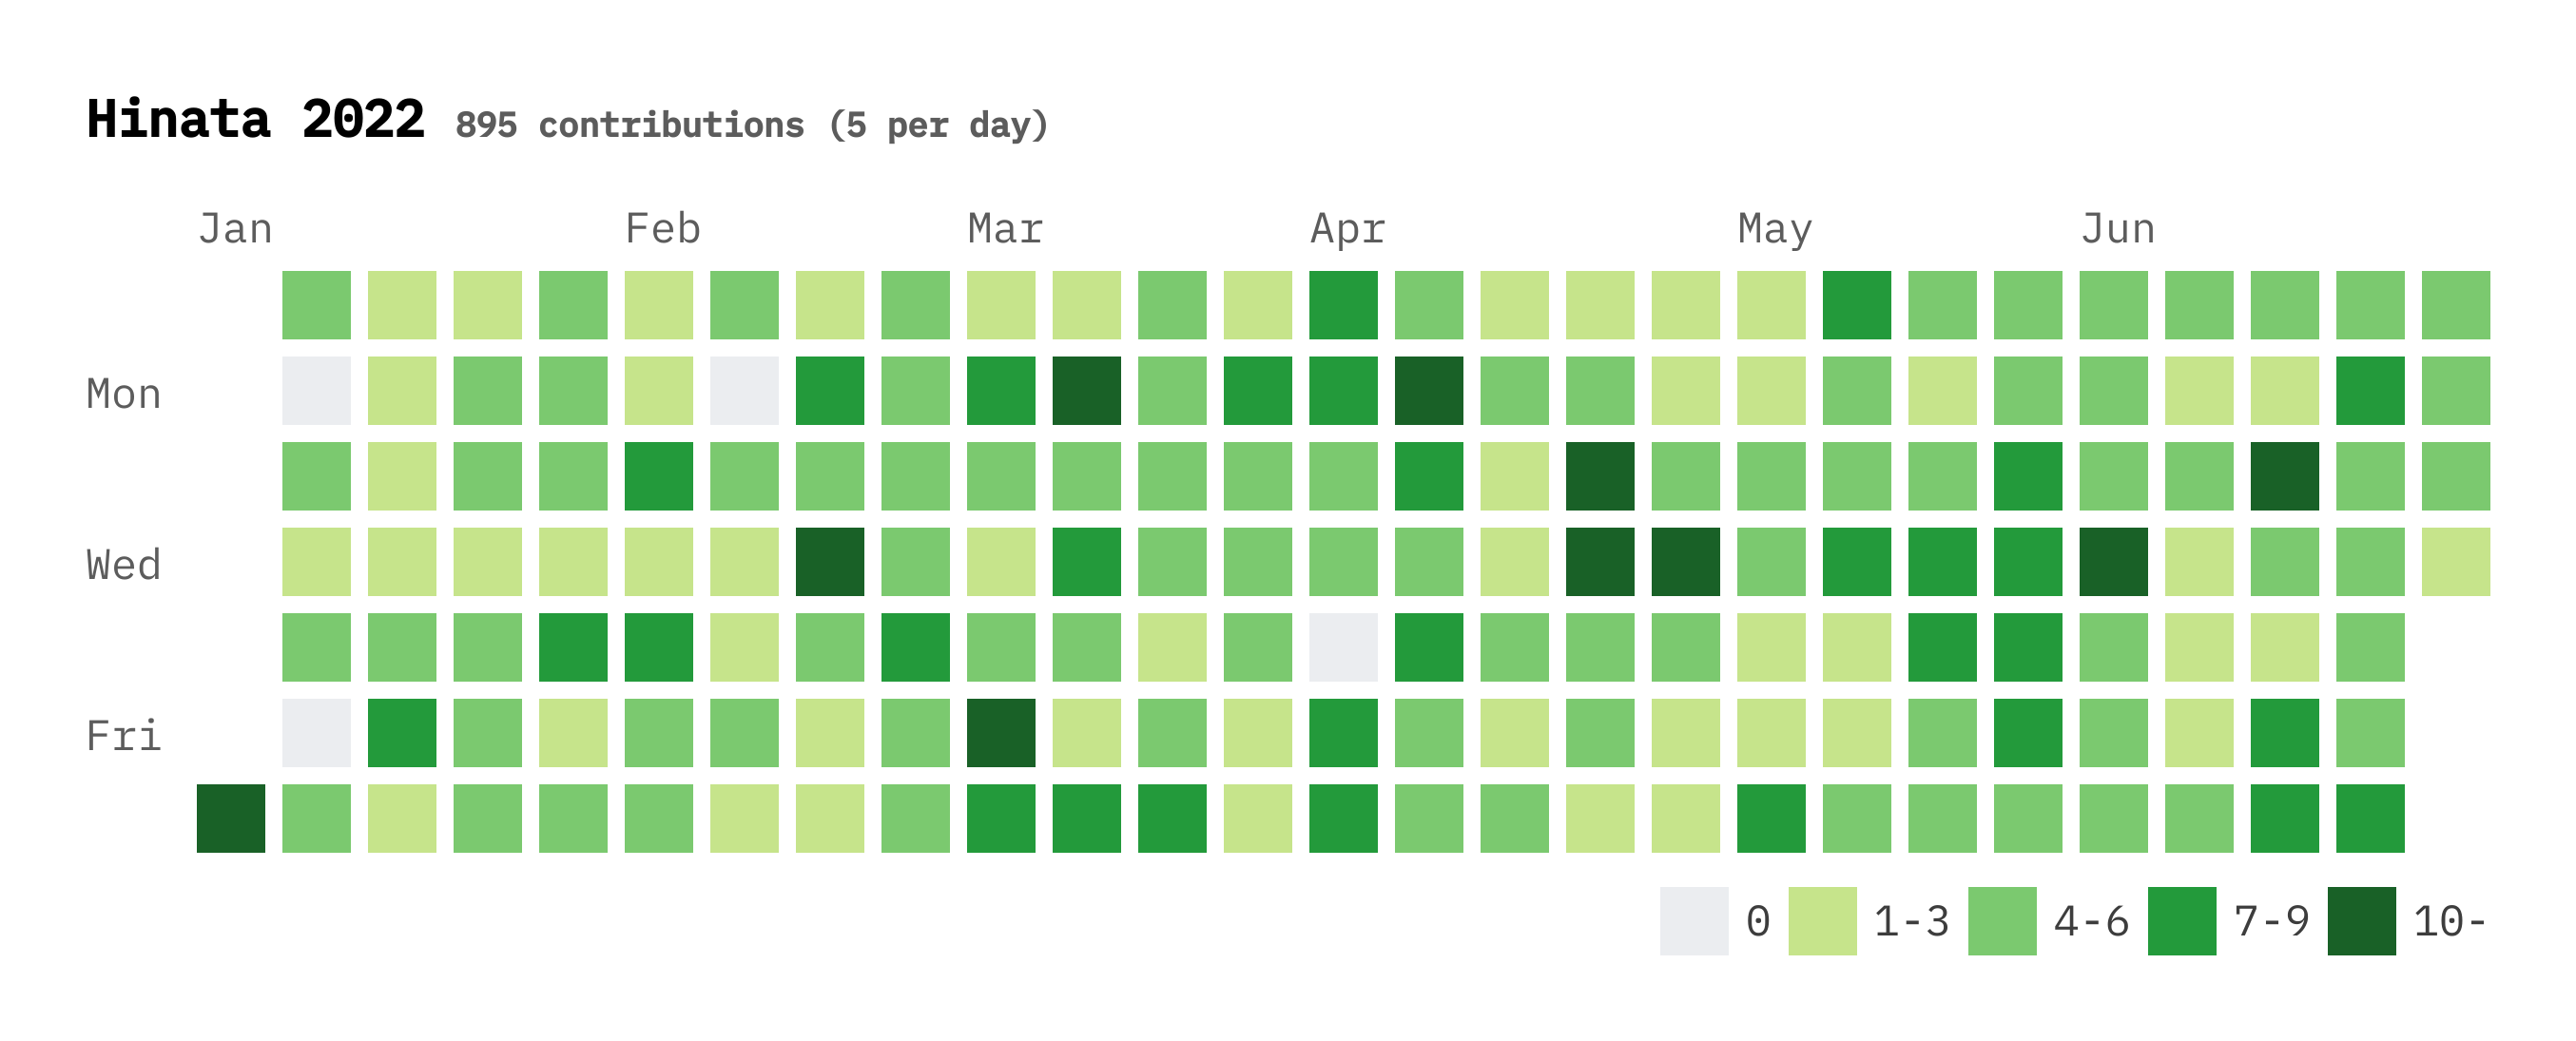 Hinata 2022 895 contributions (5 per day)
Jan Feb Mar Apr May Jun
Mon
Wed
Fri
0 1-3 4-6 7-9 10-